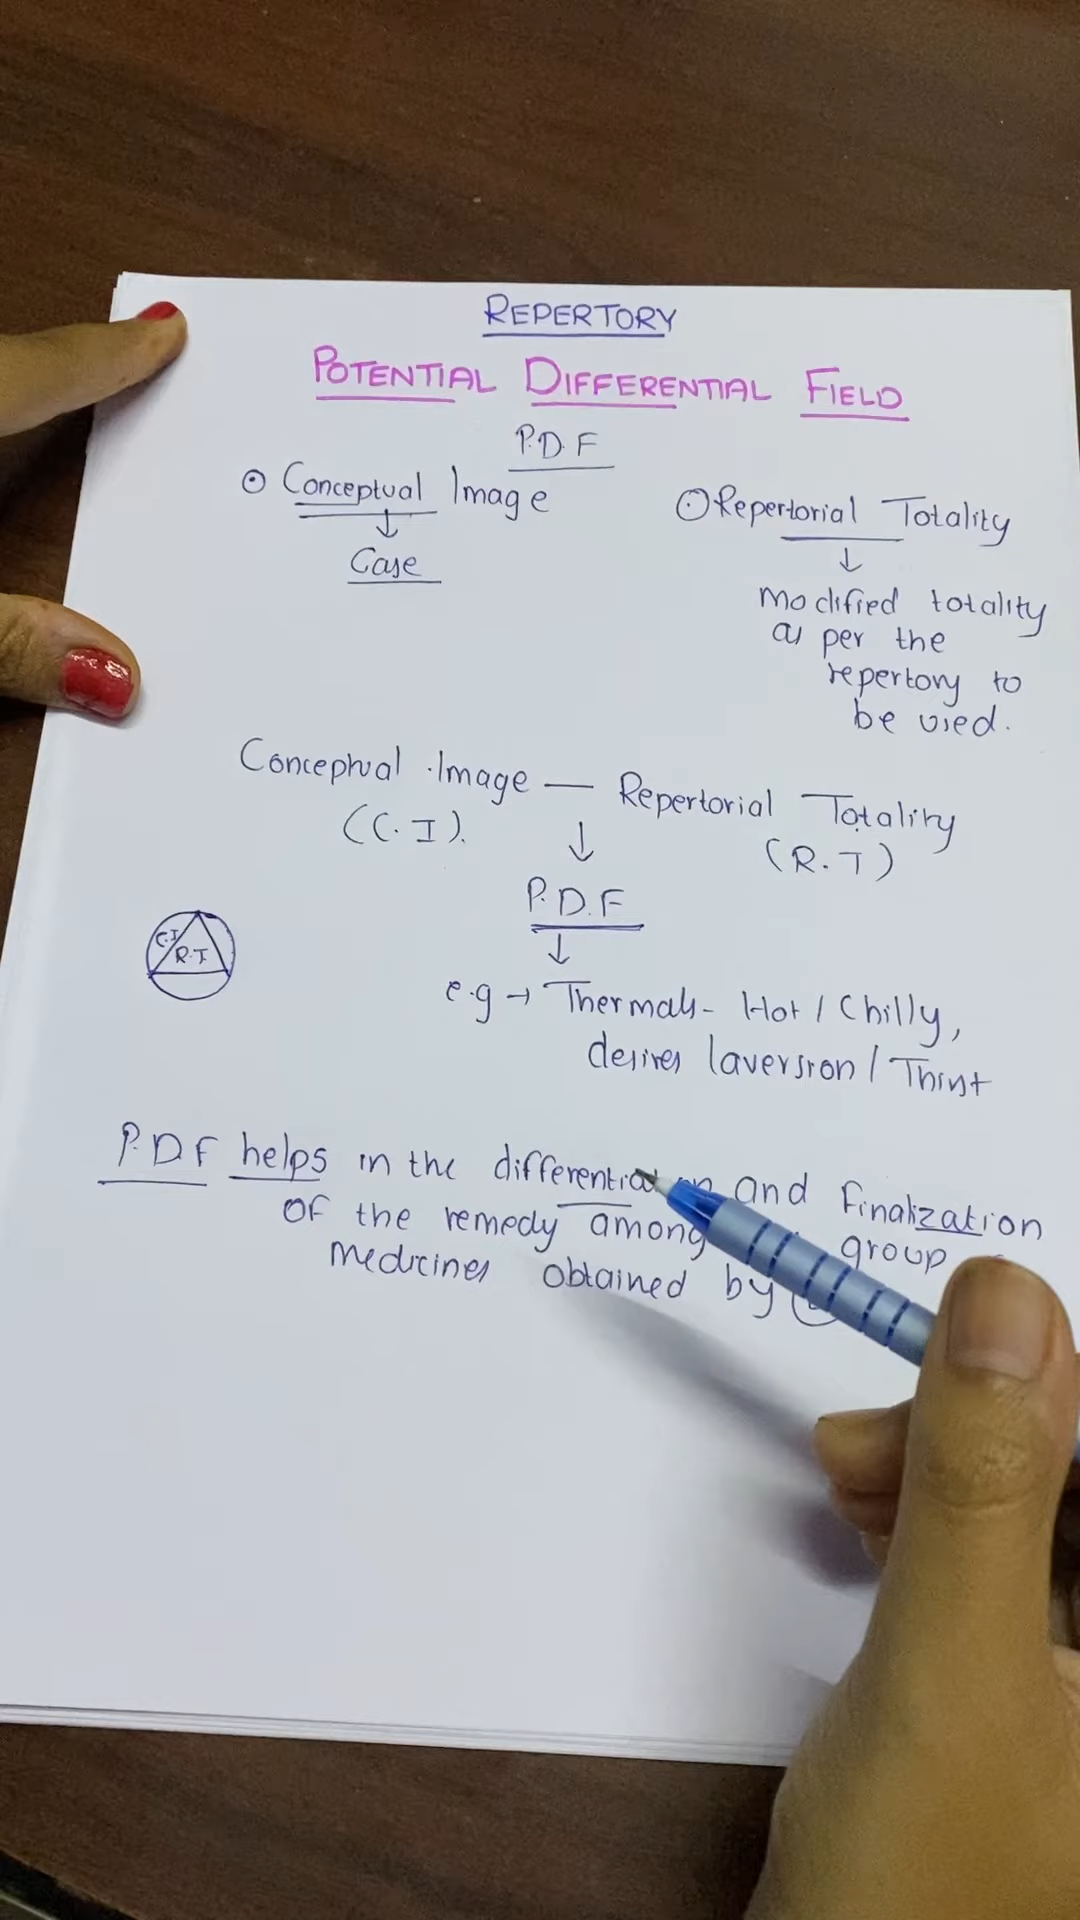 REPERTORY
POTENTIAL DIFFERENTIAL FIELD
P.D.F
⊙ Conceptual Image
↓
Case
⊙ Repertorial Totality
↓
Modified totality
as per the
repertory to
be used.
Conceptual Image — Repertorial Totality
(C.I). ↓ (R.T)
P.D.F
↓
C.I
R.T.
e.g → Thermals - Hot / Chilly,
desires / aversion / Thirst
P.D.F helps in the differentiation and finalization
of the remedy among group
medicines obtained by